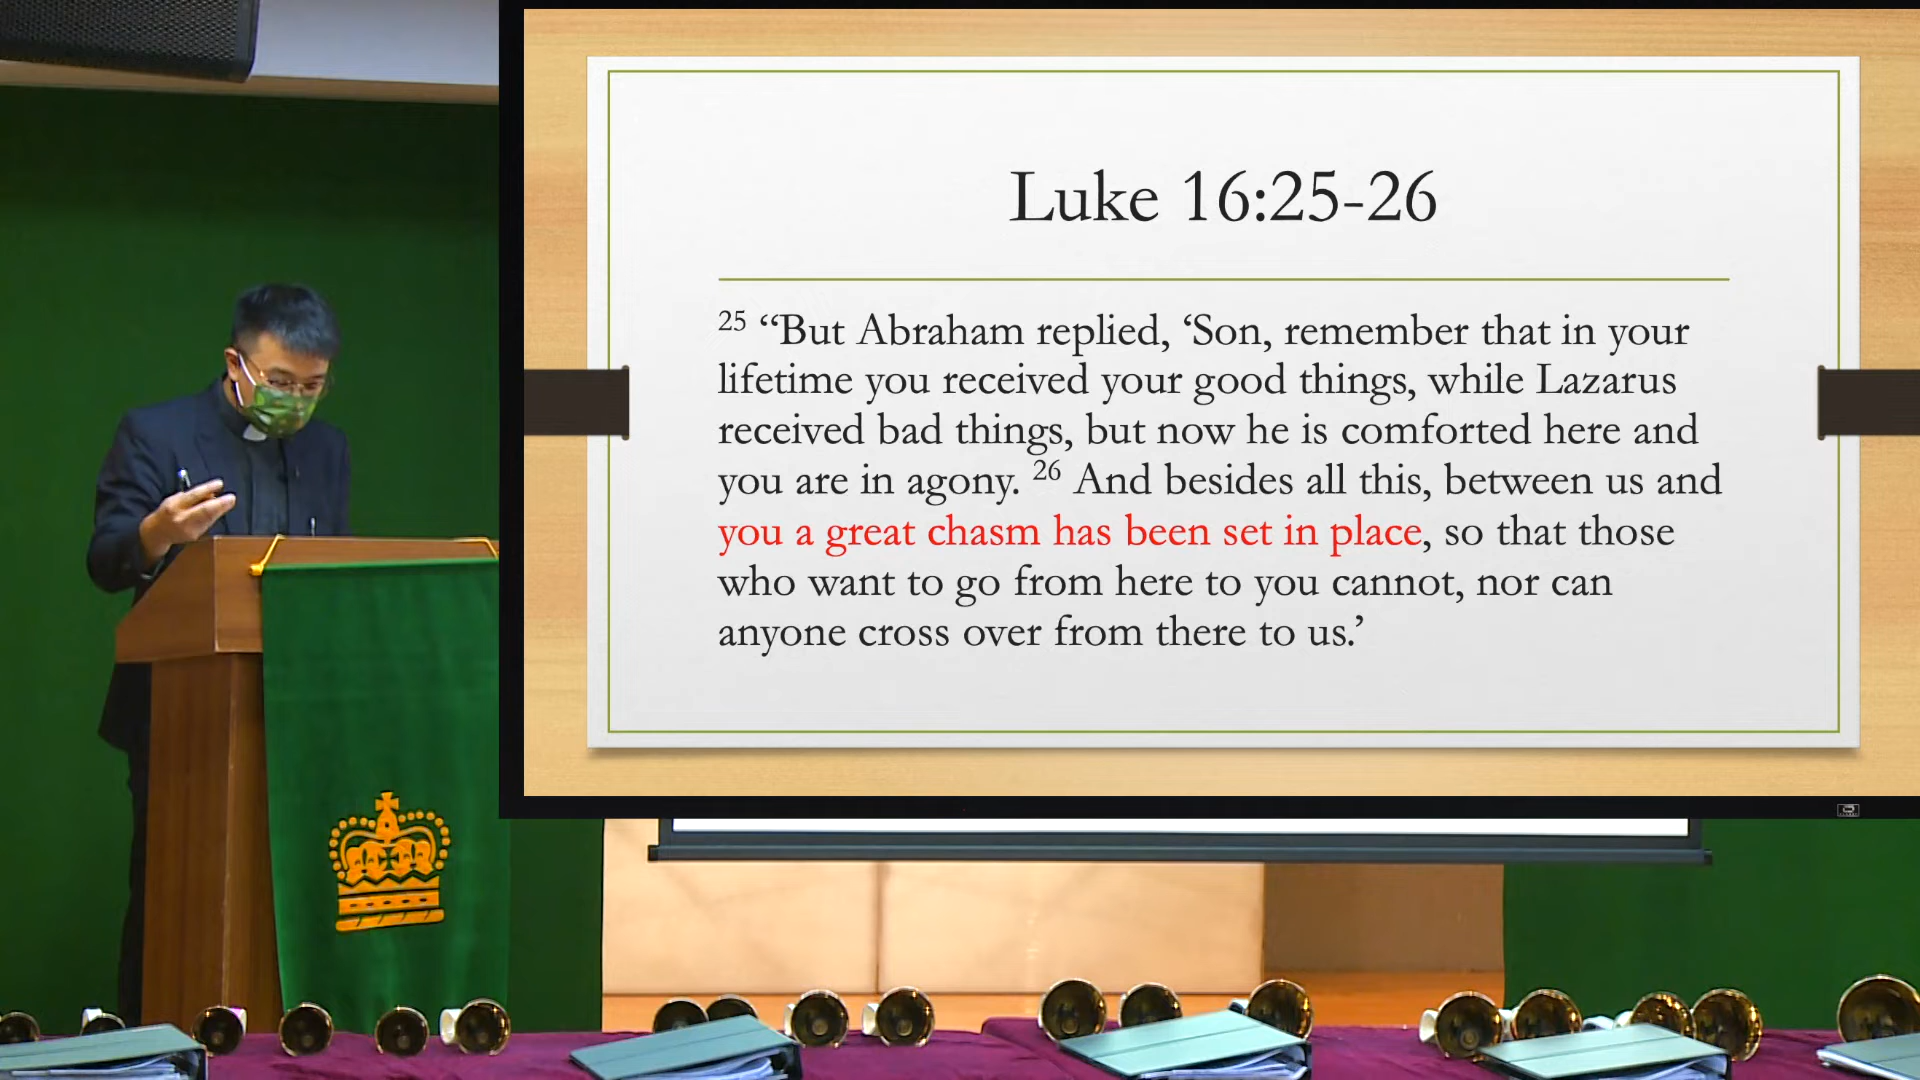 Luke 16:25-26
25 “But Abraham replied, ‘Son, remember that in your
lifetime you received your good things, while Lazarus
received bad things, but now he is comforted here and
you are in agony. 26 And besides all this, between us and
you a great chasm has been set in place, so that those
who want to go from here to you cannot, nor can
anyone cross over from there to us.’